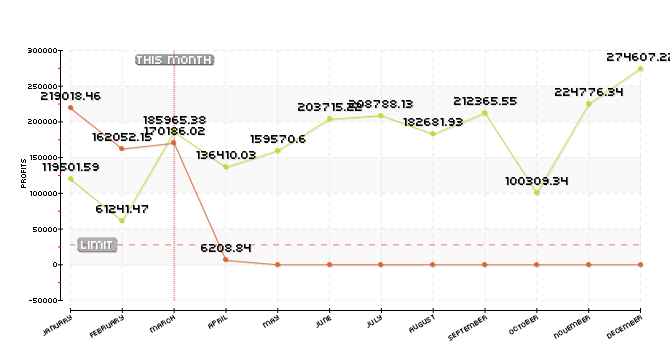 300000
THIS MONTH
274607.22
250000
219018.46
224776.34
203715.22
208788.13
212365.55
200000
185965.38
182681.93
170186.02
162052.15
159570.6
150000
136410.03
119501.59
100309.34
100000
61241.47
50000
LIMIT
6208.84
0
-50000
PROFITS
JANUARY
FEBRUARY
MARCH
APRIL
MAY
JUNE
JULY
AUGUST
SEPTEMBER
OCTOBER
NOVEMBER
DECEMBER